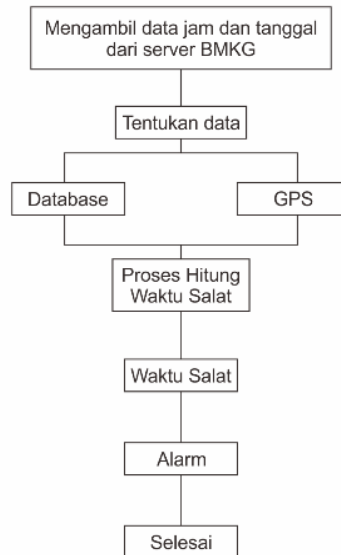 Mengambil data jam dan tanggal
dari server BMKG
Tentukan data
Database
GPS
Proses Hitung
Waktu Salat
Waktu Salat
Alarm
Selesai